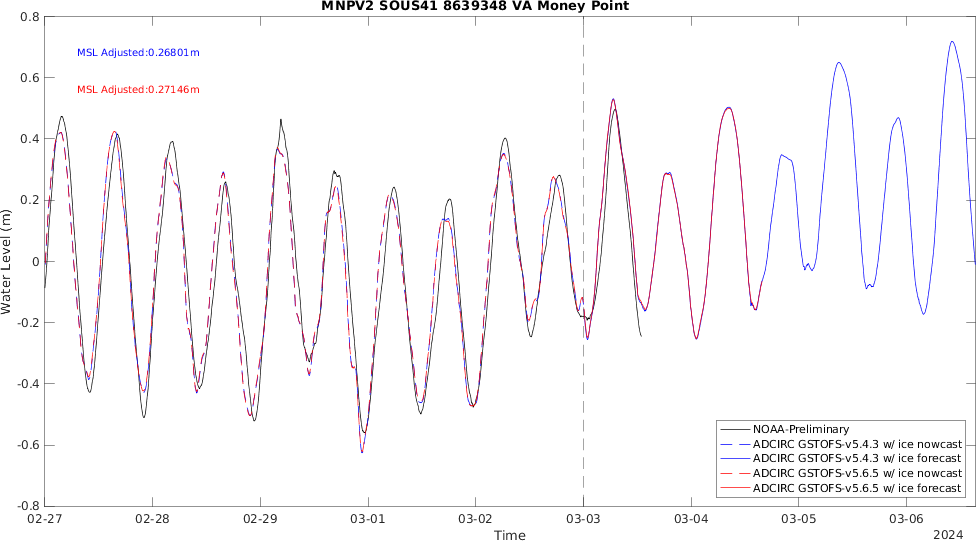 MNPV2 SOUS41 8639348 VA Money Point
MSL Adjusted:0.26801m
MSL Adjusted:0.27146m
Water Level (m)
0.8
0.6
0.4
0.2
0
-0.2
-0.4
-0.6
-0.8
NOAA-Preliminary
ADCIRC GSTOFS-v5.4.3 w/ ice nowcast
ADCIRC GSTOFS-v5.4.3 w/ ice forecast
ADCIRC GSTOFS-v5.6.5 w/ ice nowcast
ADCIRC GSTOFS-v5.6.5 w/ ice forecast
02-27 02-28 02-29 03-01 03-02 03-03 03-04 03-05 03-06
Time
2024